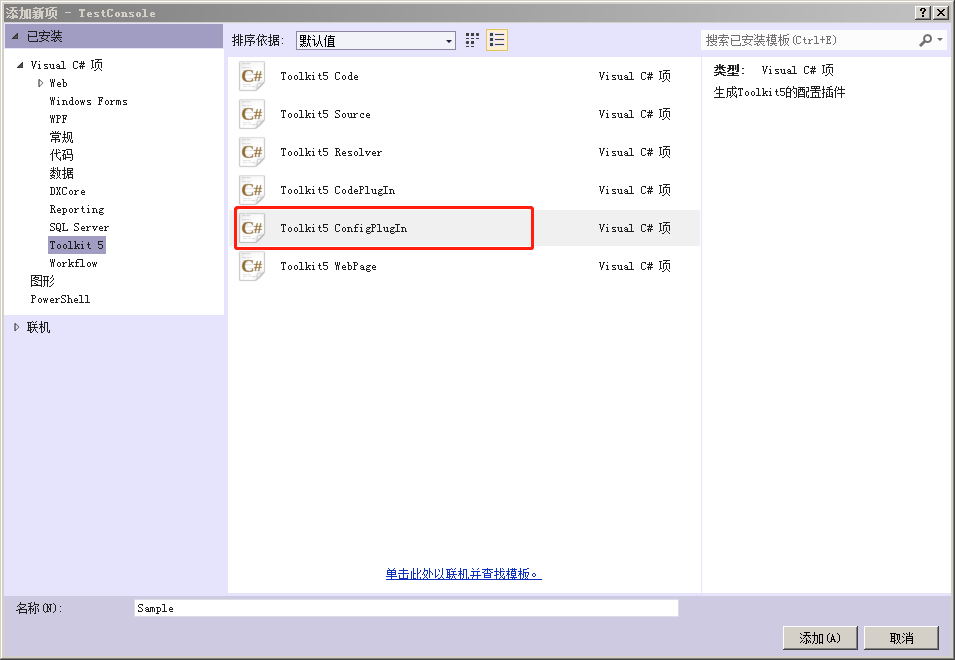 添加新项 - TestConsole
已安装
Visual C# 项
Web
Windows Forms
WPF
常规
代码
数据
DXCore
Reporting
SQL Server
Toolkit 5
Workflow
图形
PowerShell
联机
排序依据: 默认值
Toolkit5 Code Visual C# 项
Toolkit5 Source Visual C# 项
Toolkit5 Resolver Visual C# 项
Toolkit5 CodePlugIn Visual C# 项
Toolkit5 ConfigPlugIn Visual C# 项
Toolkit5 WebPage Visual C# 项
单击此处以联机并查找模板。
搜索已安装模板(Ctrl+E)
类型: Visual C# 项
生成Toolkit5的配置插件
名称(N): Sample
添加(A) 取消